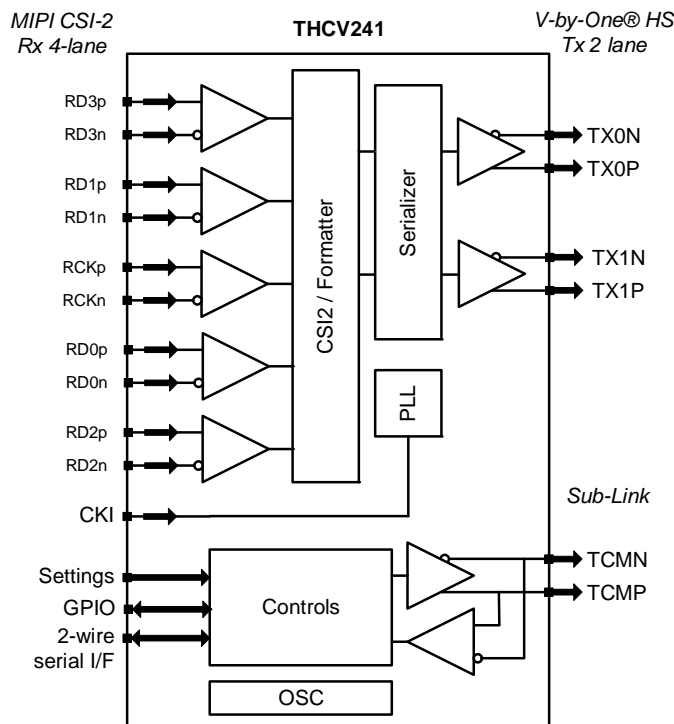 MIPI CSI-2
Rx 4-lane
THCV241
V-by-One® HS
Tx 2 lane
RD3p
RD3n
RD1p
RD1n
RCKp
RCKn
RD0p
RD0n
RD2p
RD2n
CKI
CSI2 / Formatter
Serializer
PLL
TX0N
TX0P
TX1N
TX1P
Sub-Link
Settings
GPIO
2-wire
serial I/F
Controls
OSC
TCMN
TCMP